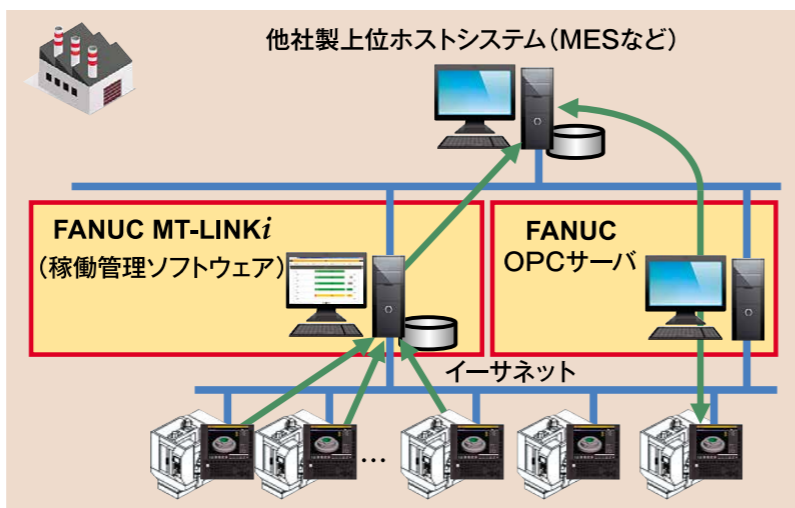 他社製上位ホストシステム（MESなど）
FANUC MT-LINKi
（稼働管理ソフトウェア）
FANUC
OPCサーバ
イーサネット
…